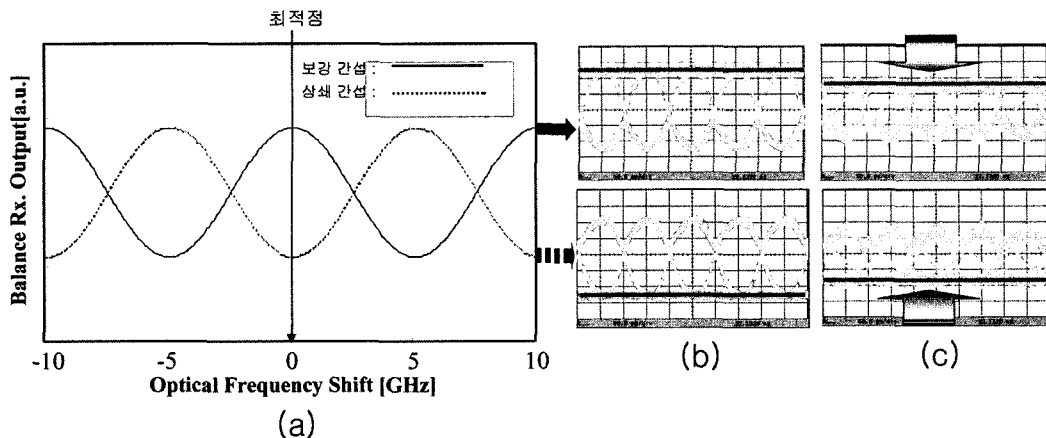 최적점
보강 간섭 :
상쇄 간섭 :
Balance Rx. Output[a.u.]
-10
-5
0
5
10
Optical Frequency Shift [GHz]
(a)
(b)
(c)